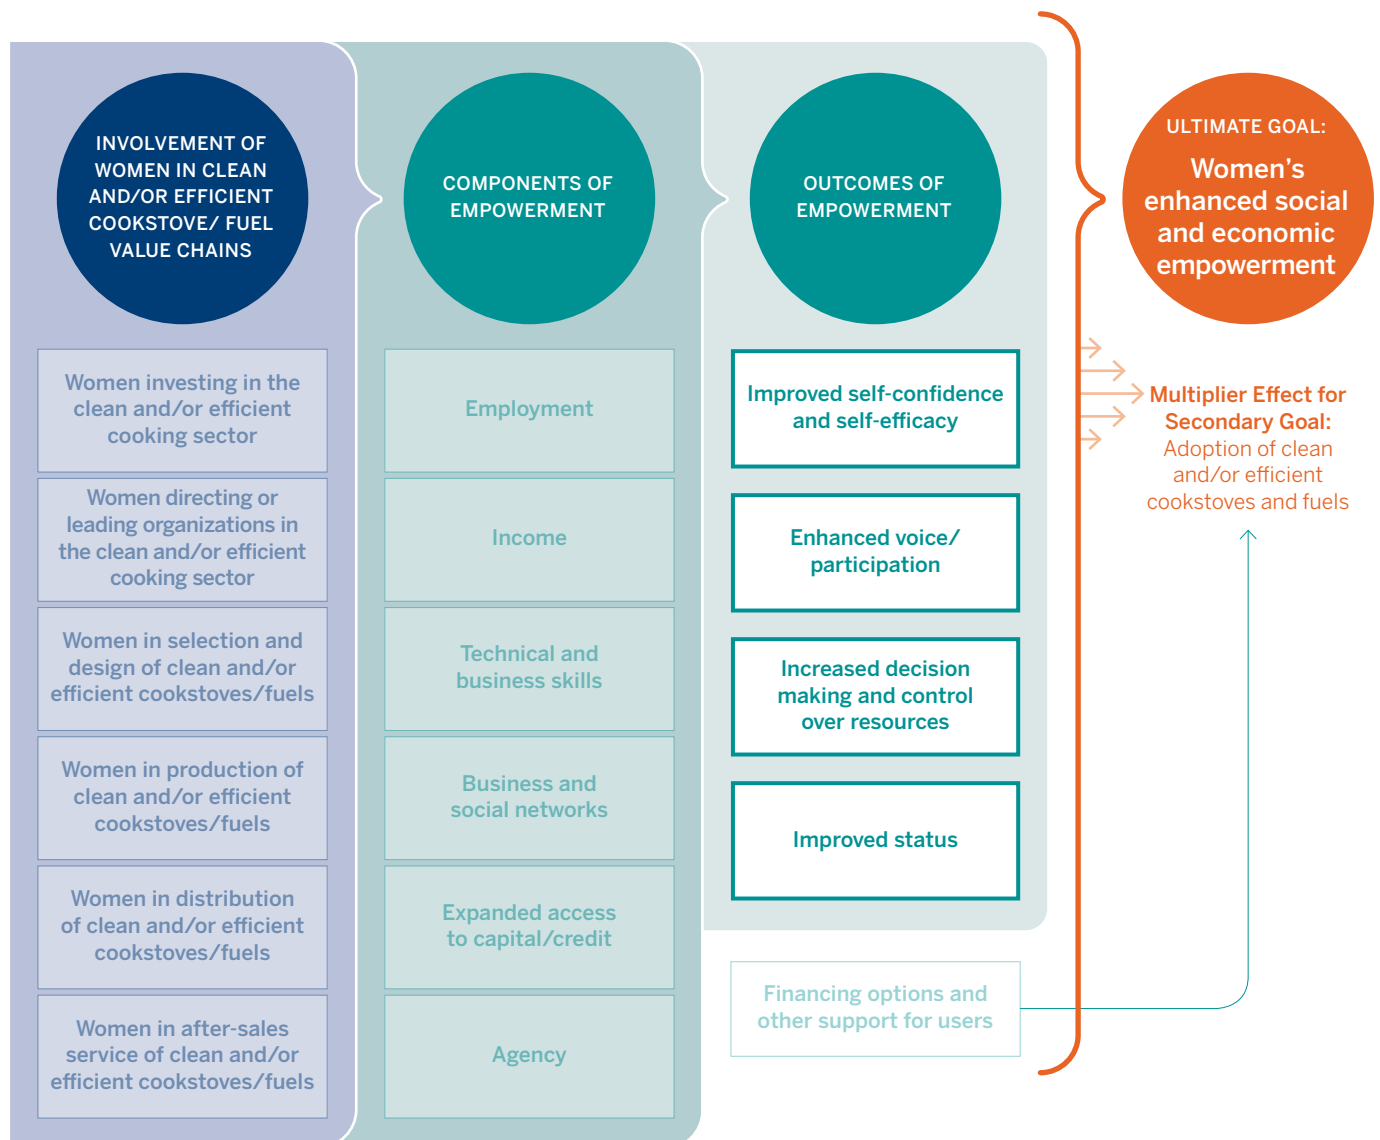 INVOLVEMENT OF
WOMEN IN CLEAN
AND/OR EFFICIENT
COOKSTOVE/ FUEL
VALUE CHAINS
Women investing in the
clean and/or efficient
cooking sector
Women directing or
leading organizations in
the clean and/or efficient
cooking sector
Women in selection and
design of clean and/or
efficient cookstoves/fuels
Women in production of
clean and/or efficient
cookstoves/fuels
Women in distribution
of clean and/or efficient
cookstoves/fuels
Women in after-sales
service of clean and/or
efficient cookstoves/fuels
COMPONENTS OF
EMPOWERMENT
Employment
Income
Technical and
business skills
Business and
social networks
Expanded access
to capital/credit
Agency
OUTCOMES OF
EMPOWERMENT
Improved self-confidence
and self-efficacy
Enhanced voice/
participation
Increased decision
making and control
over resources
Improved status
Financing options and
other support for users
ULTIMATE GOAL:
Women’s
enhanced social
and economic
empowerment
Multiplier Effect for
Secondary Goal:
Adoption of clean
and/or efficient
cookstoves and fuels